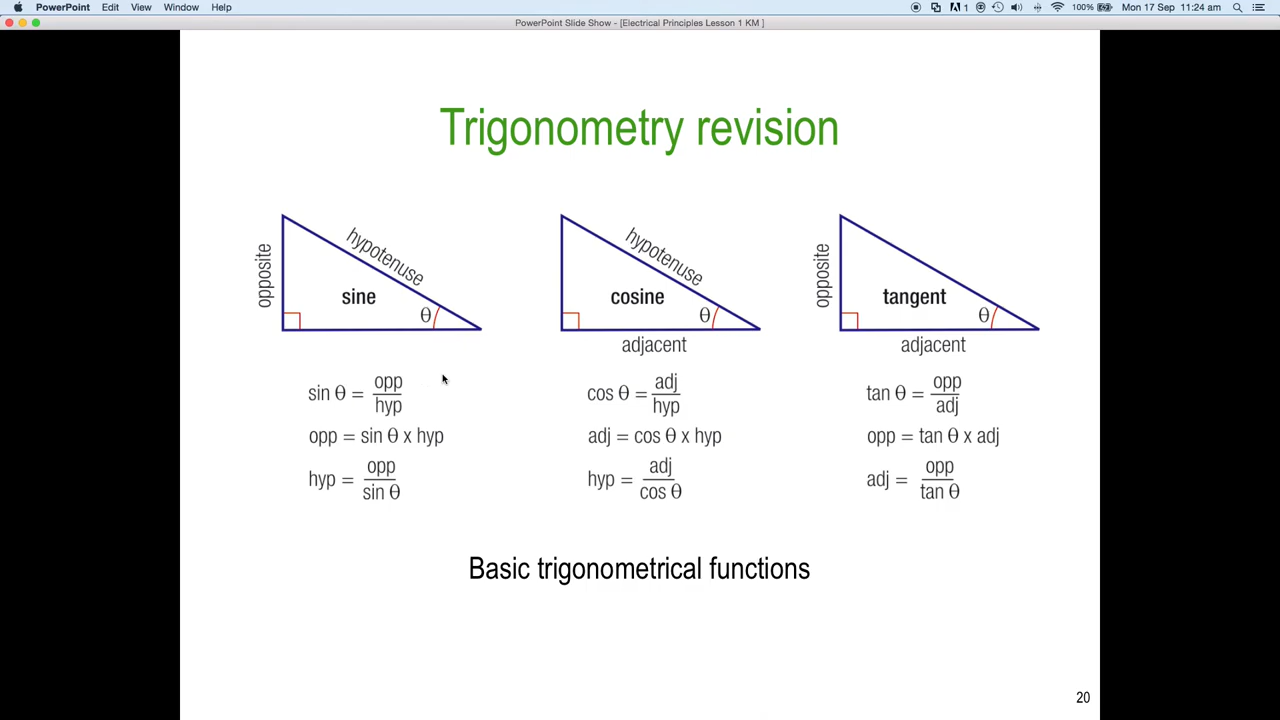 PowerPoint Edit View Window Help 1 100% Mon 17 Sep 11:24 am
PowerPoint Slide Show - [Electrical Principles Lesson 1 KM ]
Trigonometry revision
opposite
hypotenuse
sine
θ
sin θ = opp/hyp
opp = sin θ x hyp
hyp = opp/sin θ
hypotenuse
cosine
θ
adjacent
cos θ = adj/hyp
adj = cos θ x hyp
hyp = adj/cos θ
opposite
tangent
θ
adjacent
tan θ = opp/adj
opp = tan θ x adj
adj = opp/tan θ
Basic trigonometrical functions
20